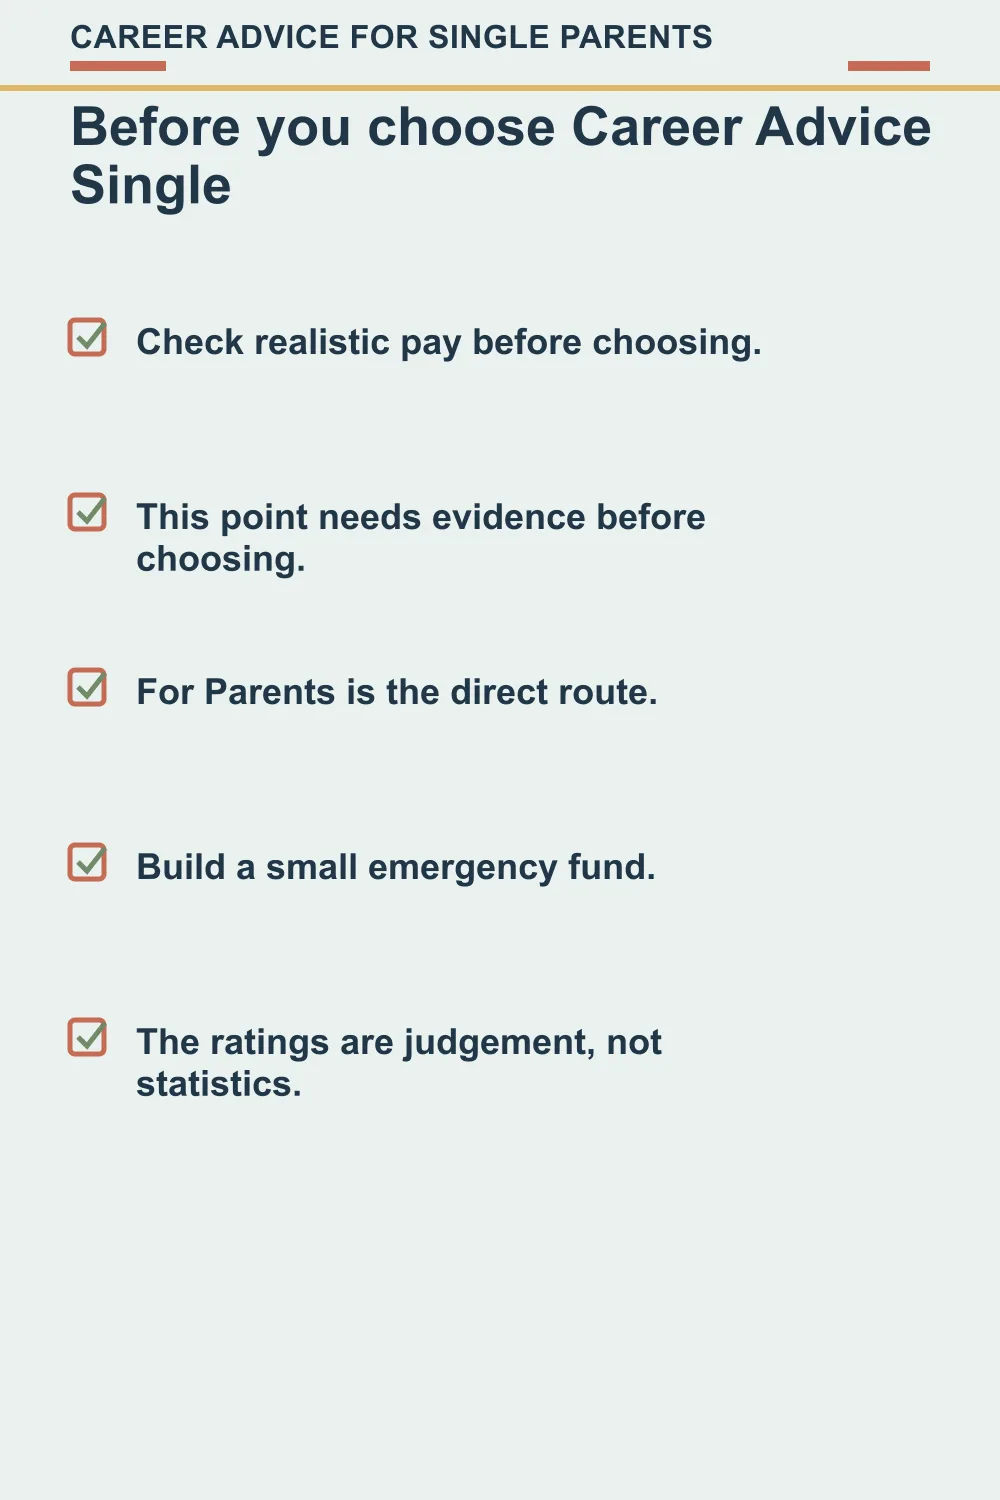 CAREER ADVICE FOR SINGLE PARENTS
Before you choose Career Advice
Single
Check realistic pay before choosing.
This point needs evidence before
choosing.
For Parents is the direct route.
Build a small emergency fund.
The ratings are judgement, not
statistics.